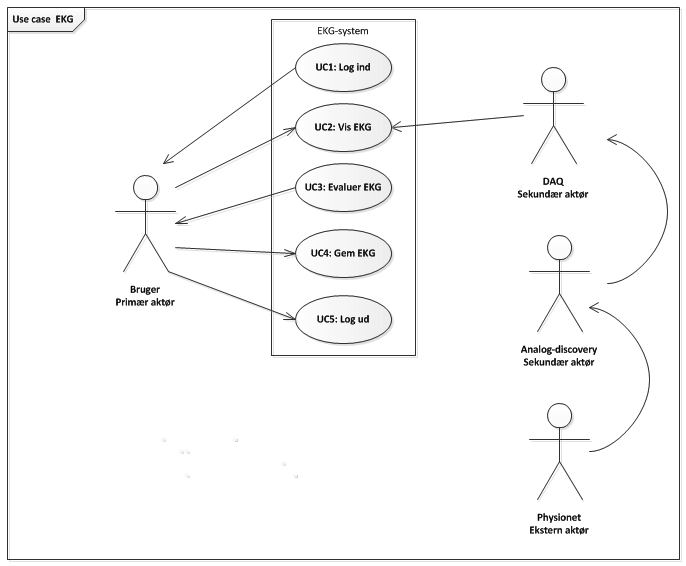 Use case EKG
EKG-system
UC1: Log ind
UC2: Vis EKG
UC3: Evaluer EKG
UC4: Gem EKG
UC5: Log ud
Bruger
Primær aktør
DAQ
Sekundær aktør
Analog-discovery
Sekundær aktør
Physionet
Ekstern aktør